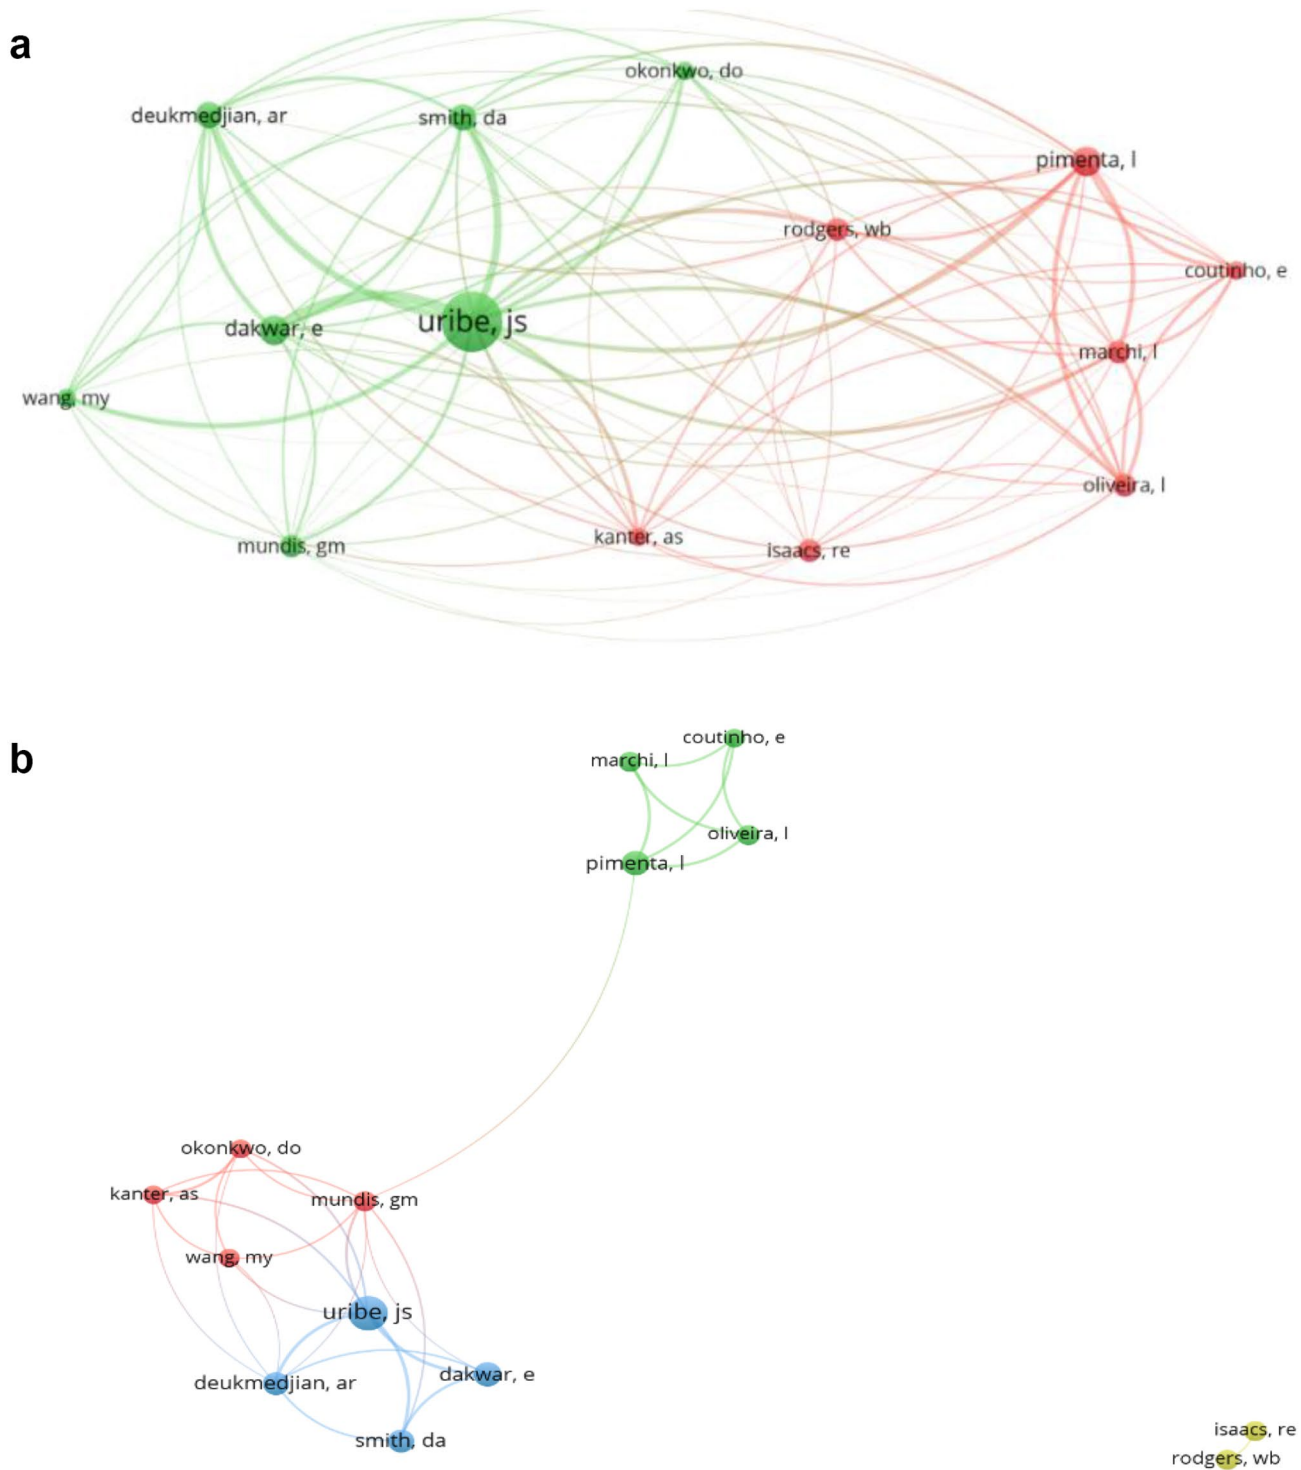 a
okonkwo, do
deukmedjian, ar
smith, da
pimenta, l
rodgers, wb
coutinho, e
uribe, js
dakwar, e
marchi, l
wang, my
oliveira, l
kanter, as
mundis, gm
isaacs, re
b
coutinho, e
marchi, l
oliveira, l
pimenta, l
okonkwo, do
kanter, as
mundis, gm
wang, my
uribe, js
dakwar, e
deukmedjian, ar
smith, da
isaacs, re
rodgers, wb